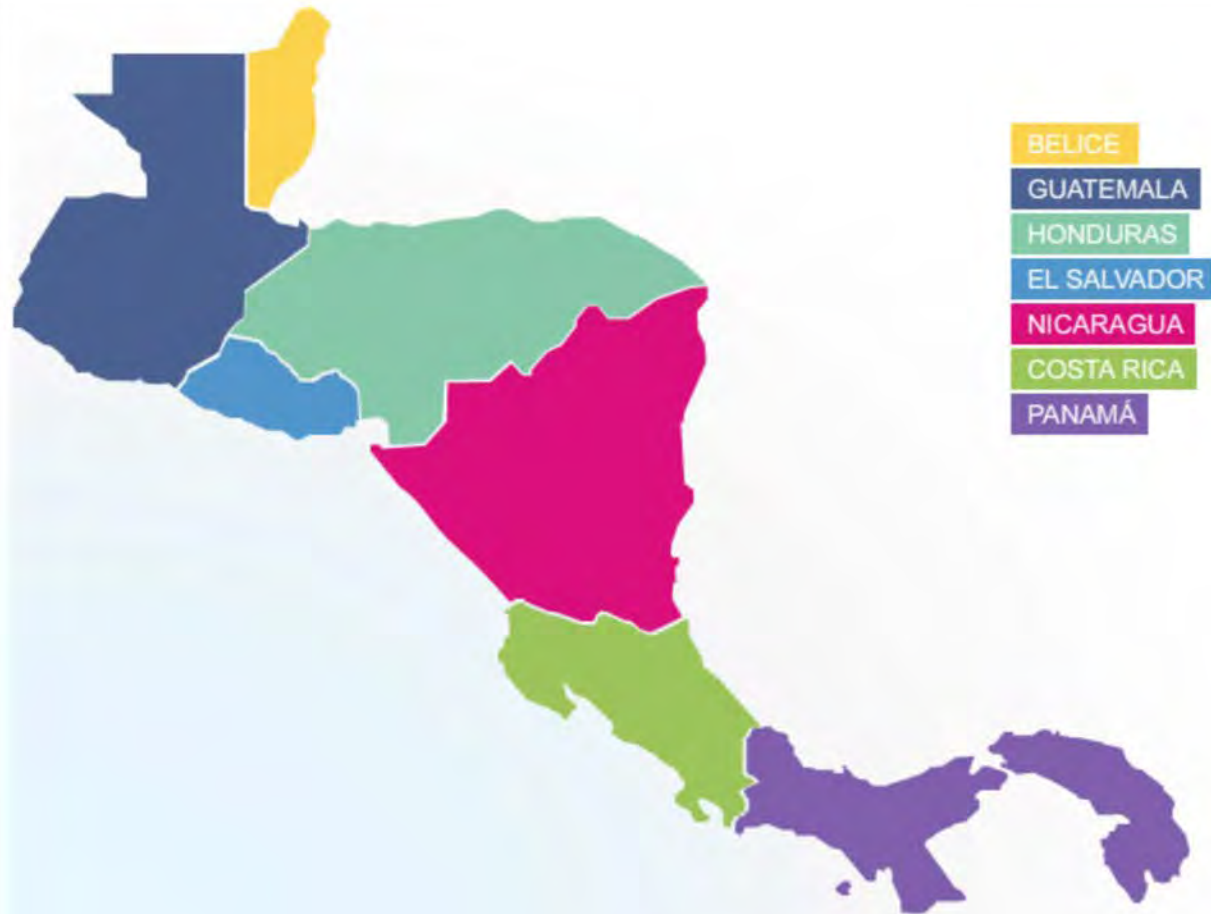 BELICE
GUATEMALA
HONDURAS
EL SALVADOR
NICARAGUA
COSTA RICA
PANAMÁ